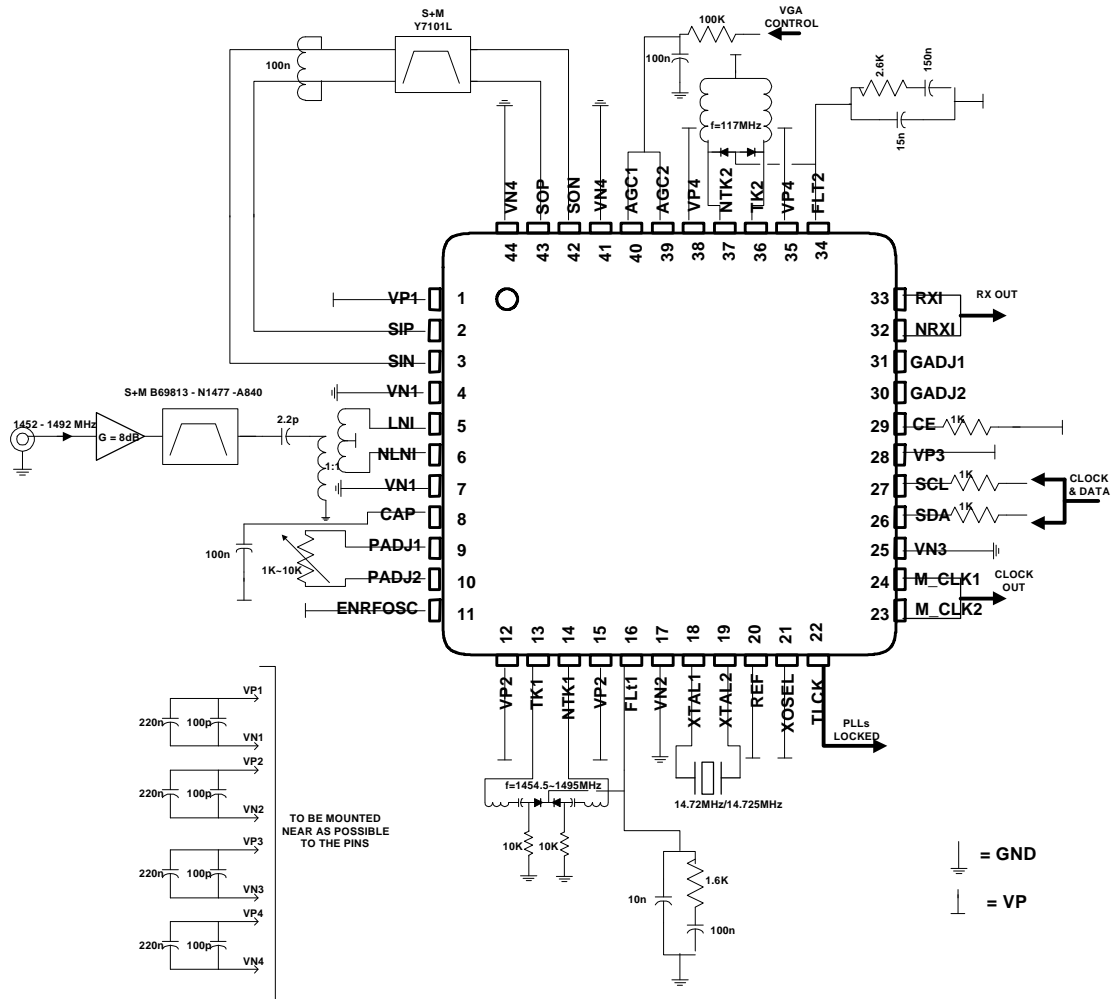 S+M
Y7101L
100n
100K
VGA
CONTROL
100n
f=117MHz
2.6K
150n
15n
VN4
SOP
SON
VN4
AGC1
AGC2
VP4
NTK2
TK2
VP4
FLT2
44
43
42
41
40
39
38
37
36
35
34
VP1
1
SIP
2
SIN
3
VN1
4
LNI
5
NLNI
6
VN1
7
CAP
8
PADJ1
9
PADJ2
10
ENRFOSC
11
S+M B69813 - N1477 -A840
1452 - 1492 MHz
G = 8dB
2.2p
1:1
100n
1K~10K
33 RXI
RX OUT
32 NRXI
31 GADJ1
30 GADJ2
29 CE
1K
28 VP3
27 SCL
1K
CLOCK
& DATA
26 SDA
1K
25 VN3
24 M_CLK1
CLOCK
OUT
23 M_CLK2
12
13
14
15
16
17
18
19
20
21
22
VP2
TK1
NTK1
VP2
FLt1
VN2
XTAL1
XTAL2
REF
XOSEL
TLCK
PLLs
LOCKED
f=1454.5~1495MHz
14.72MHz/14.725MHz
10K
10K
10n
1.6K
100n
VP1
220n
100p
VN1
VP2
220n
100p
VN2
VP3
220n
100p
VN3
VP4
220n
100p
VN4
TO BE MOUNTED
NEAR AS POSSIBLE
TO THE PINS
= GND
= VP